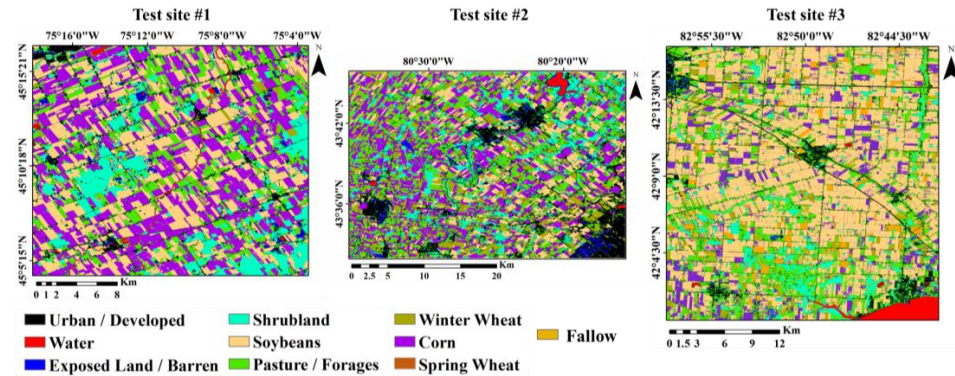 Test site #1
75°16'0"W 75°12'0"W 75°8'0"W 75°4'0"W
N
45°15'21"N
45°10'18"N
45°5'15"N
0 1 2 4 6 8 Km
Test site #2
80°30'0"W 80°20'0"W
N
43°42'0"N
43°36'0"N
0 2.5 5 10 15 20 Km
Test site #3
82°55'30"W 82°50'0"W 82°44'30"W
N
42°13'30"N
42°9'0"N
42°4'30"N
0 1.5 3 6 9 12 Km
Urban / Developed
Water
Exposed Land / Barren
Shrubland
Soybeans
Pasture / Forages
Winter Wheat
Corn
Spring Wheat
Fallow